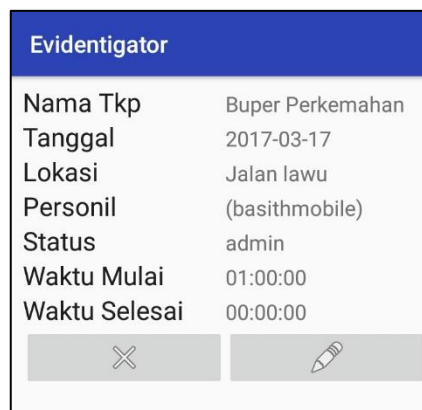 Evidentigator
Nama Tkp Buper Perkemahan
Tanggal 2017-03-17
Lokasi Jalan lawu
Personil (basithmobile)
Status admin
Waktu Mulai 01:00:00
Waktu Selesai 00:00:00